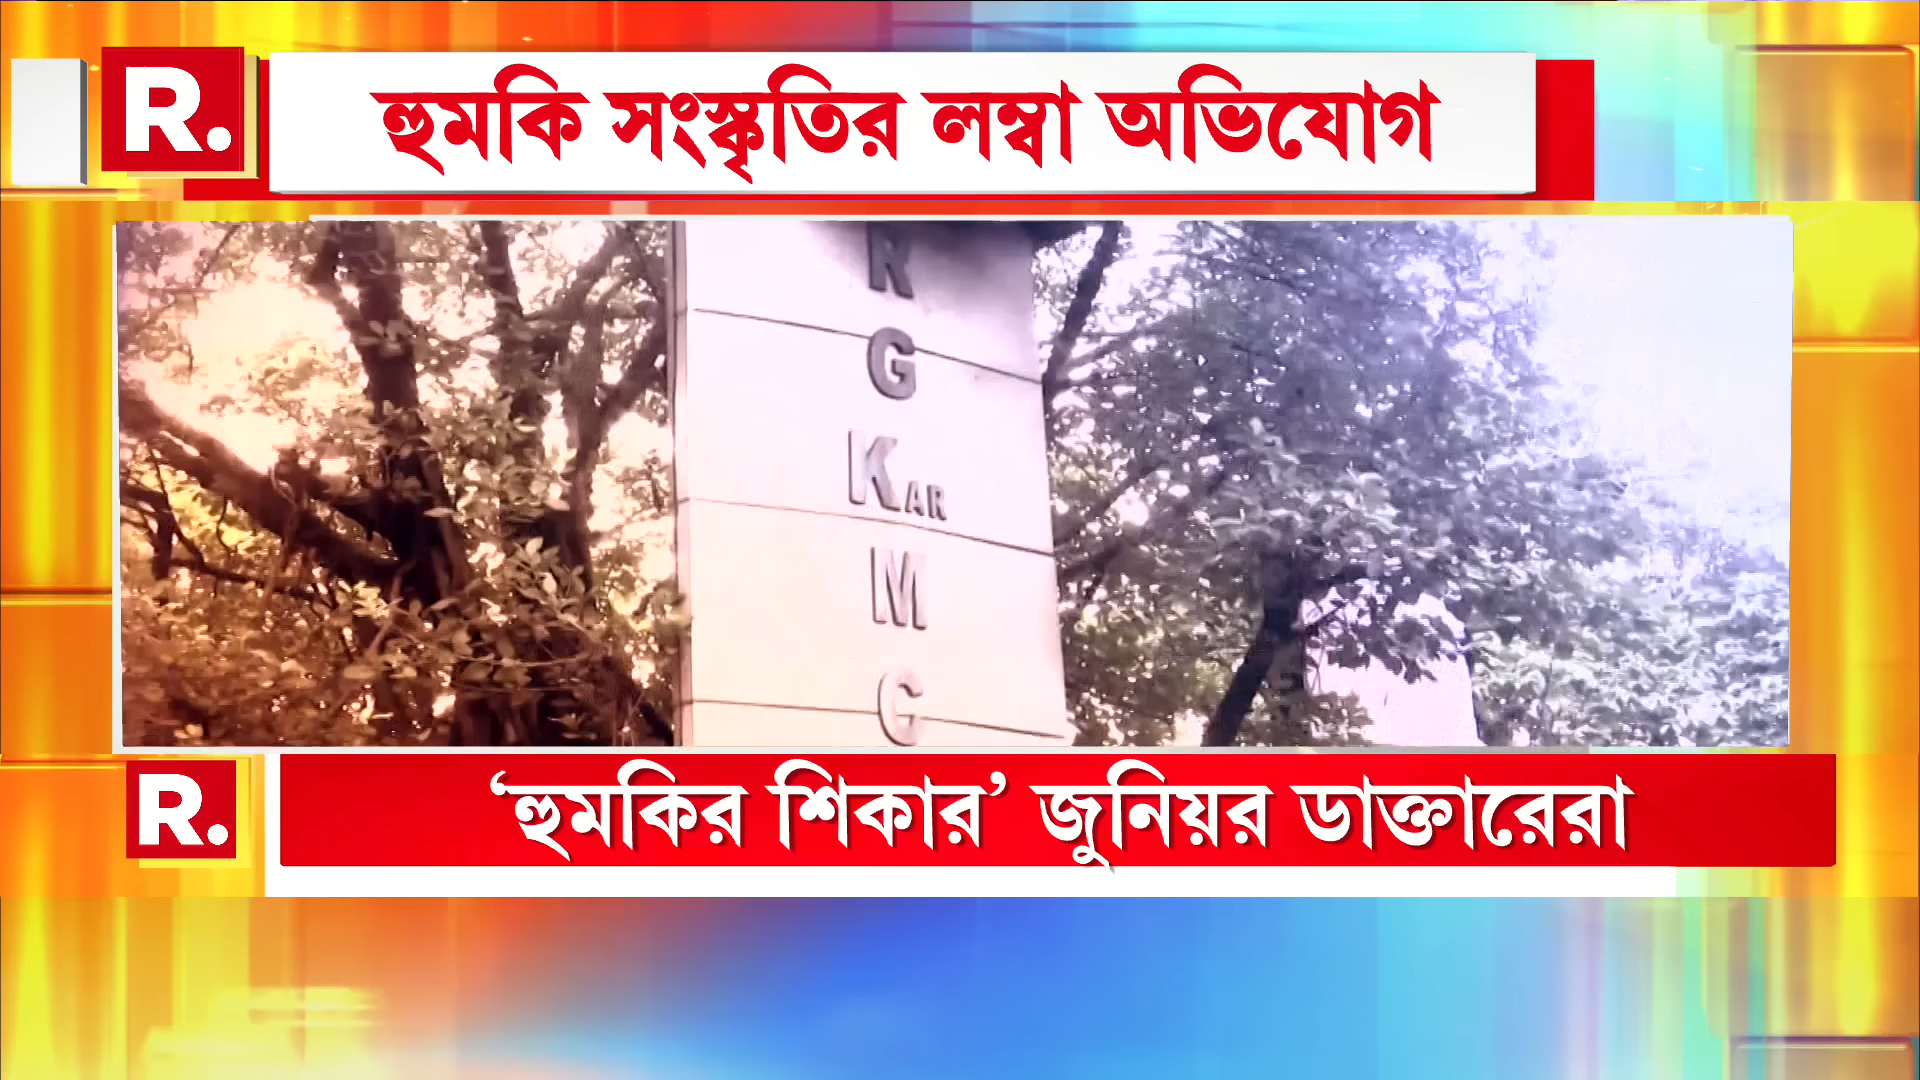 R.
হুমকি সংস্কৃতির লম্বা অভিযোগ
R
G
KAR
M
C
R.
‘হুমকির শিকার’ জুনিয়র ডাক্তারেরা